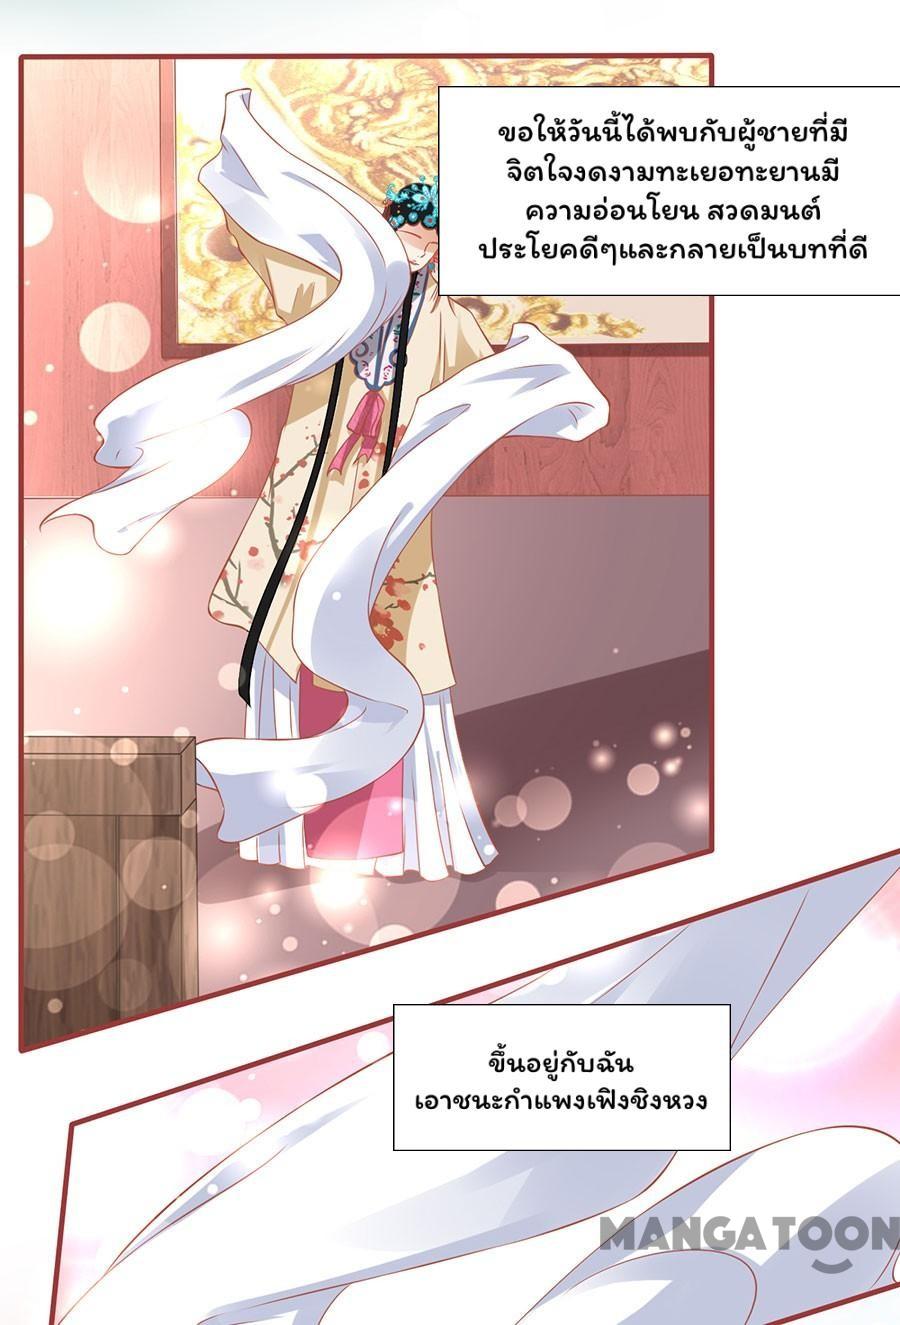 ขอให้วันนี้ได้พบกับผู้ชายที่มี
จิตใจงดงามทะเยอทะยานมี
ความอ่อนโยน สวดมนต์
ประโยคดีๆและกลายเป็นบทที่ดี
ขึ้นอยู่กับฉัน
เอาชนะกำแพงเฟิงชิงหวง
MANGATOON